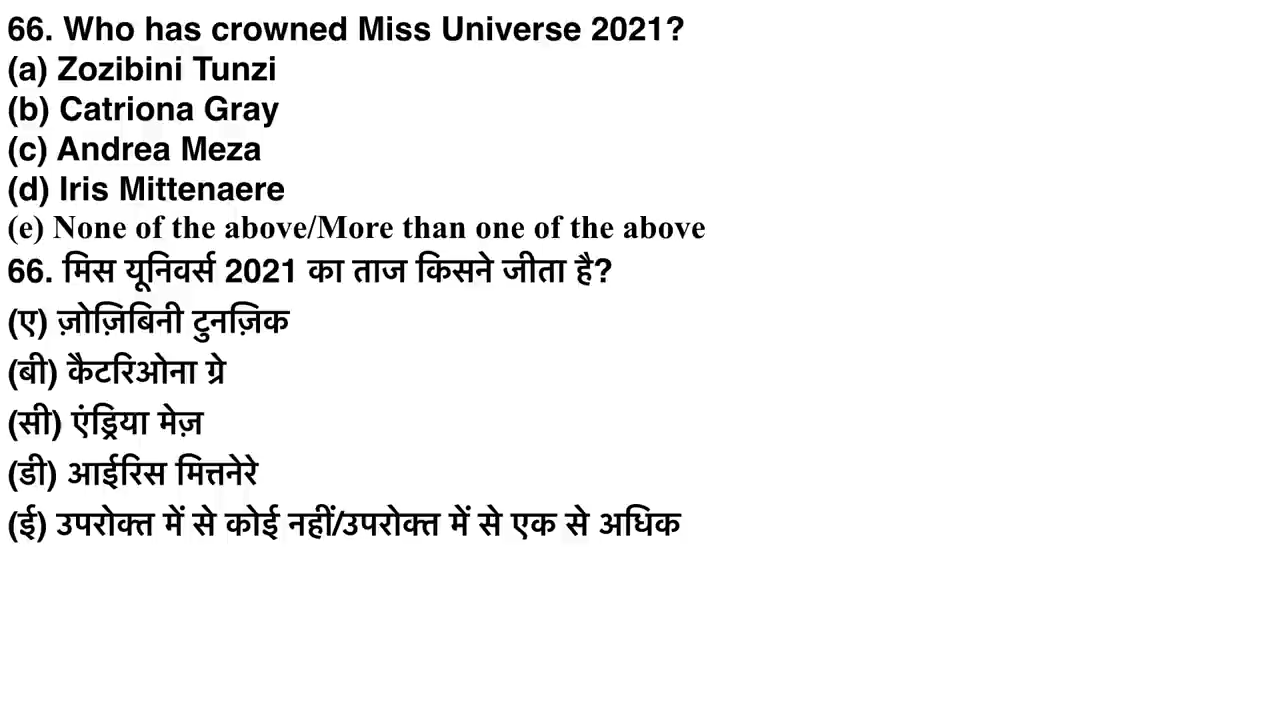 66. Who has crowned Miss Universe 2021?
(a) Zozibini Tunzi
(b) Catriona Gray
(c) Andrea Meza
(d) Iris Mittenaere
(e) None of the above/More than one of the above
66. मिस यूनिवर्स 2021 का ताज किसने जीता है?
(ए) ज़ोज़िबिनी टुनज़िक
(बी) कैटरिओना ग्रे
(सी) एंड्रिया मेज़
(डी) आईरिस मित्तनेरे
(ई) उपरोक्त में से कोई नहीं/उपरोक्त में से एक से अधिक